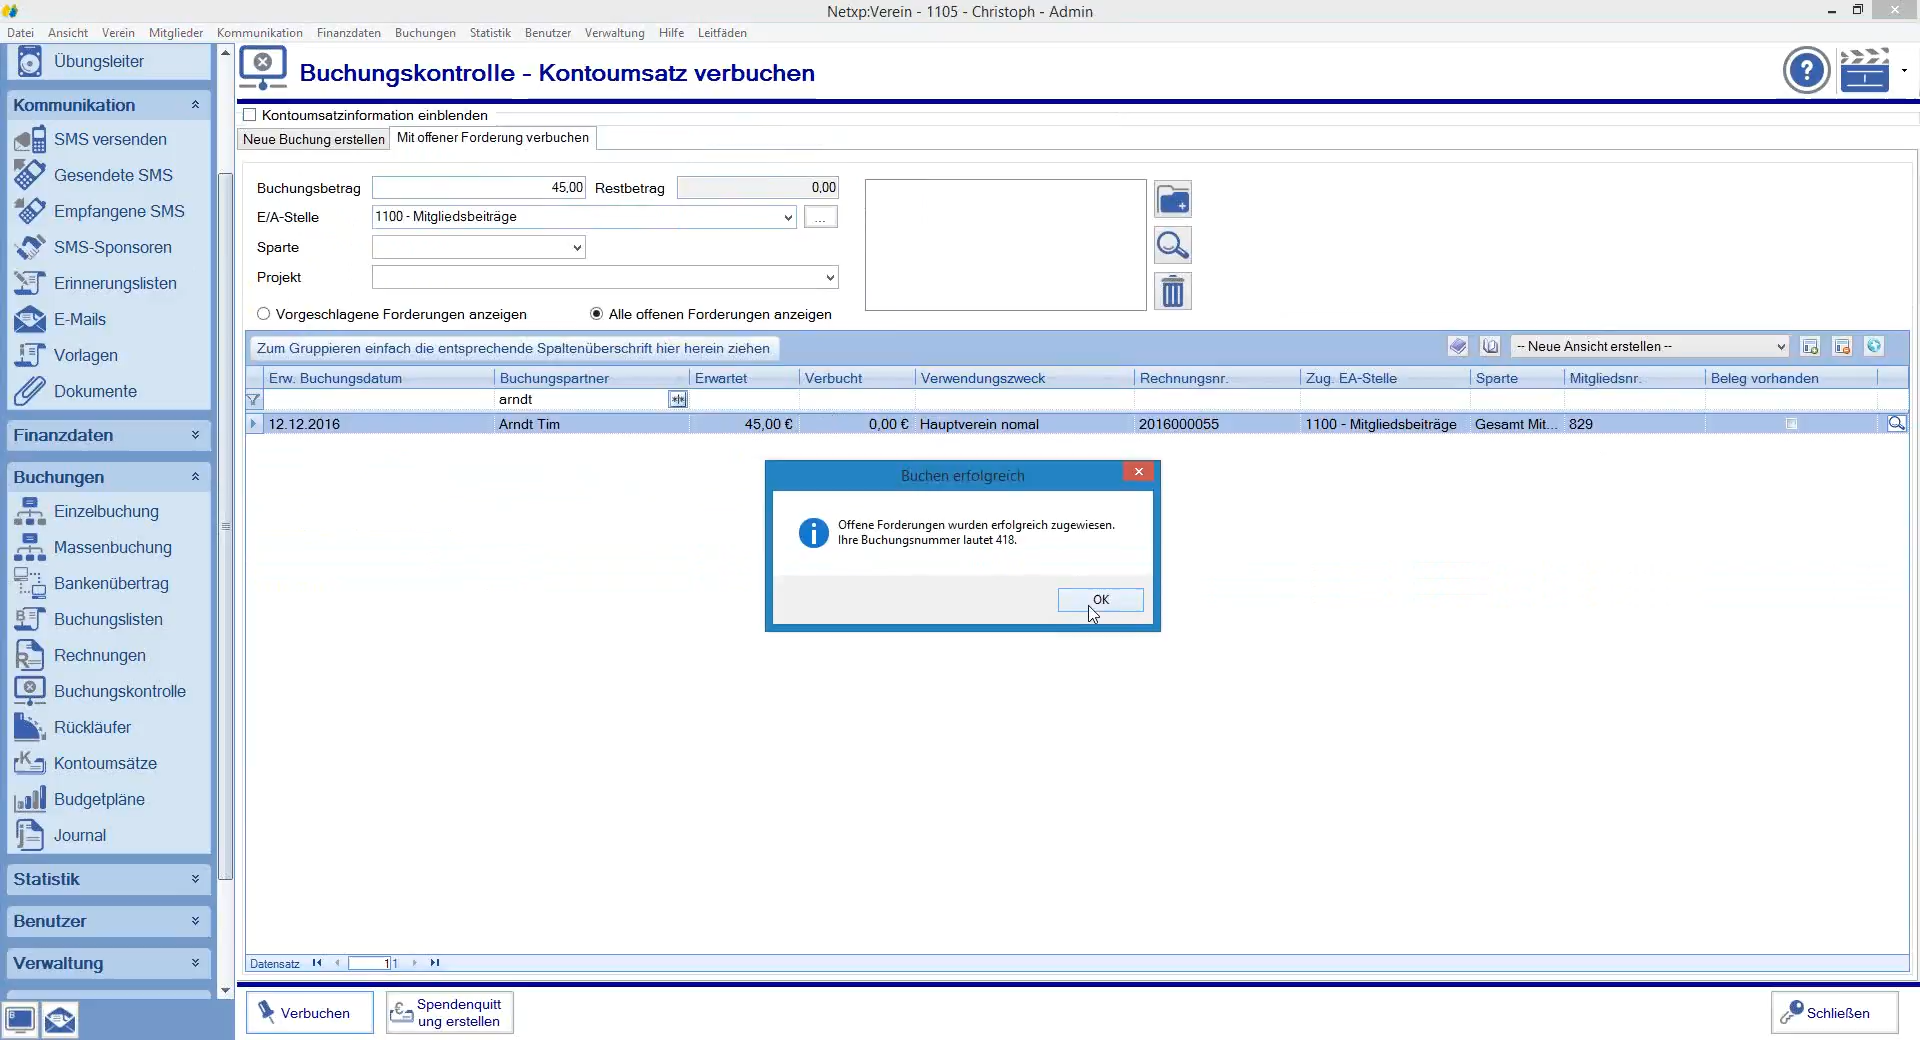 Netxp:Verein - 1105 - Christoph - Admin
Datei Ansicht Verein Mitglieder Kommunikation Finanzdaten Buchungen Statistik Benutzer Verwaltung Hilfe Leitfäden
Übungsleiter
Kommunikation
SMS versenden
Gesendete SMS
Empfangene SMS
SMS-Sponsoren
Erinnerungslisten
E-Mails
Vorlagen
Dokumente
Finanzdaten
Buchungen
Einzelbuchung
Massenbuchung
Bankenübertrag
Buchungslisten
Rechnungen
Buchungskontrolle
Rückläufer
Kontoumsätze
Budgetpläne
Journal
Statistik
Benutzer
Verwaltung
Buchungskontrolle - Kontoumsatz verbuchen
Kontoumsatzinformation einblenden
Neue Buchung erstellen Mit offener Forderung verbuchen
Buchungsbetrag 45,00 Restbetrag 0,00
E/A-Stelle 1100 - Mitgliedsbeiträge ...
Sparte
Projekt
Vorgeschlagene Forderungen anzeigen Alle offenen Forderungen anzeigen
Zum Gruppieren einfach die entsprechende Spaltenüberschrift hier herein ziehen -- Neue Ansicht erstellen --
Erw. Buchungsdatum Buchungspartner Erwartet Verbucht Verwendungszweck Rechnungsnr. Zug. EA-Stelle Sparte Mitgliedsnr. Beleg vorhanden
arndt
12.12.2016 Arndt Tim 45,00 € 0,00 € Hauptverein nomal 2016000055 1100 - Mitgliedsbeiträge Gesamt Mit... 829
Buchen erfolgreich
Offene Forderungen wurden erfolgreich zugewiesen.
Ihre Buchungsnummer lautet 418.
OK
Datensatz 1 1
Verbuchen
Spendenquitt
ung erstellen
Schließen